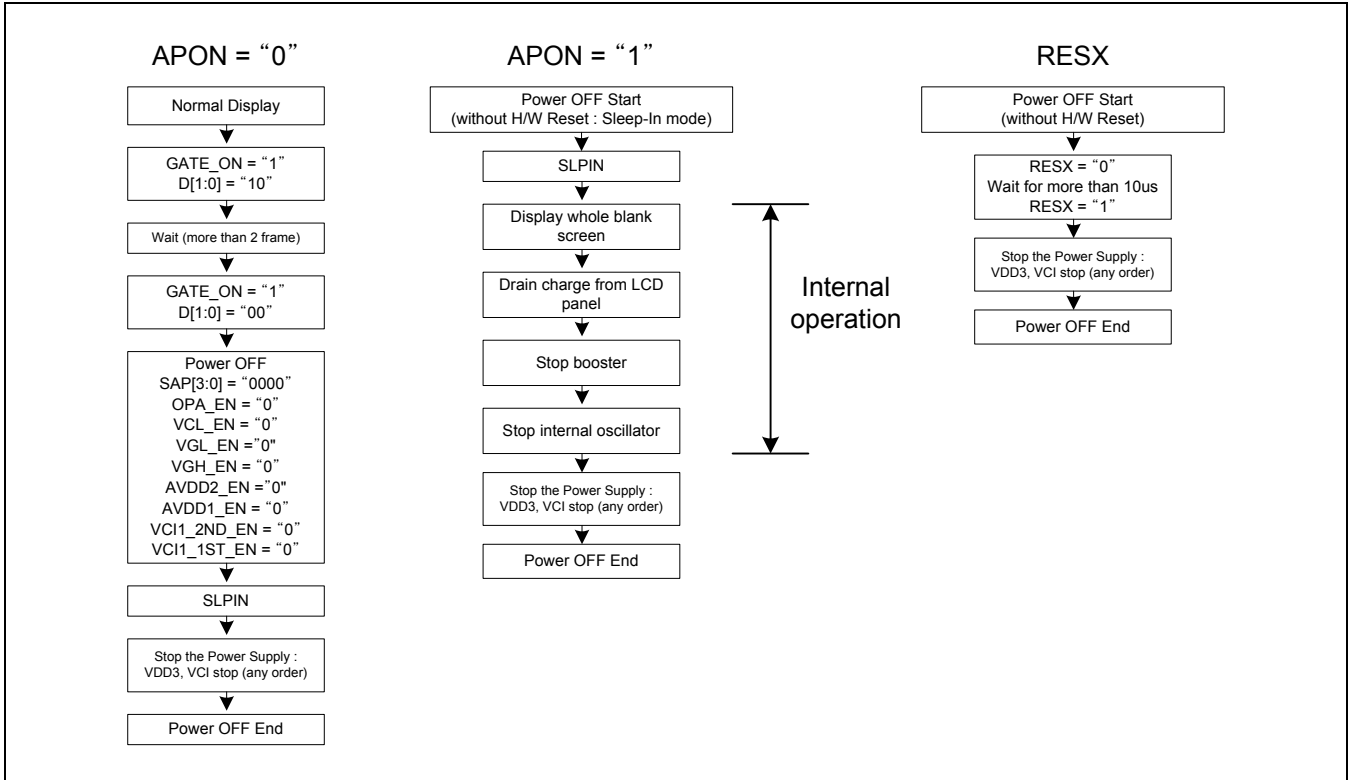 APON = “0”
Normal Display
GATE_ON = “1”
D[1:0] = “10”
Wait (more than 2 frame)
GATE_ON = “1”
D[1:0] = “00”
Power OFF
SAP[3:0] = “0000”
OPA_EN = “0”
VCL_EN = “0”
VGL_EN =”0"
VGH_EN = “0”
AVDD2_EN =”0"
AVDD1_EN = “0”
VCI1_2ND_EN = “0”
VCI1_1ST_EN = “0”
SLPIN
Stop the Power Supply :
VDD3, VCI stop (any order)
Power OFF End
APON = “1”
Power OFF Start
(without H/W Reset : Sleep-In mode)
SLPIN
Display whole blank
screen
Drain charge from LCD
panel
Stop booster
Stop internal oscillator
Stop the Power Supply :
VDD3, VCI stop (any order)
Power OFF End
Internal
operation
RESX
Power OFF Start
(without H/W Reset)
RESX = “0”
Wait for more than 10us
RESX = “1”
Stop the Power Supply :
VDD3, VCI stop (any order)
Power OFF End